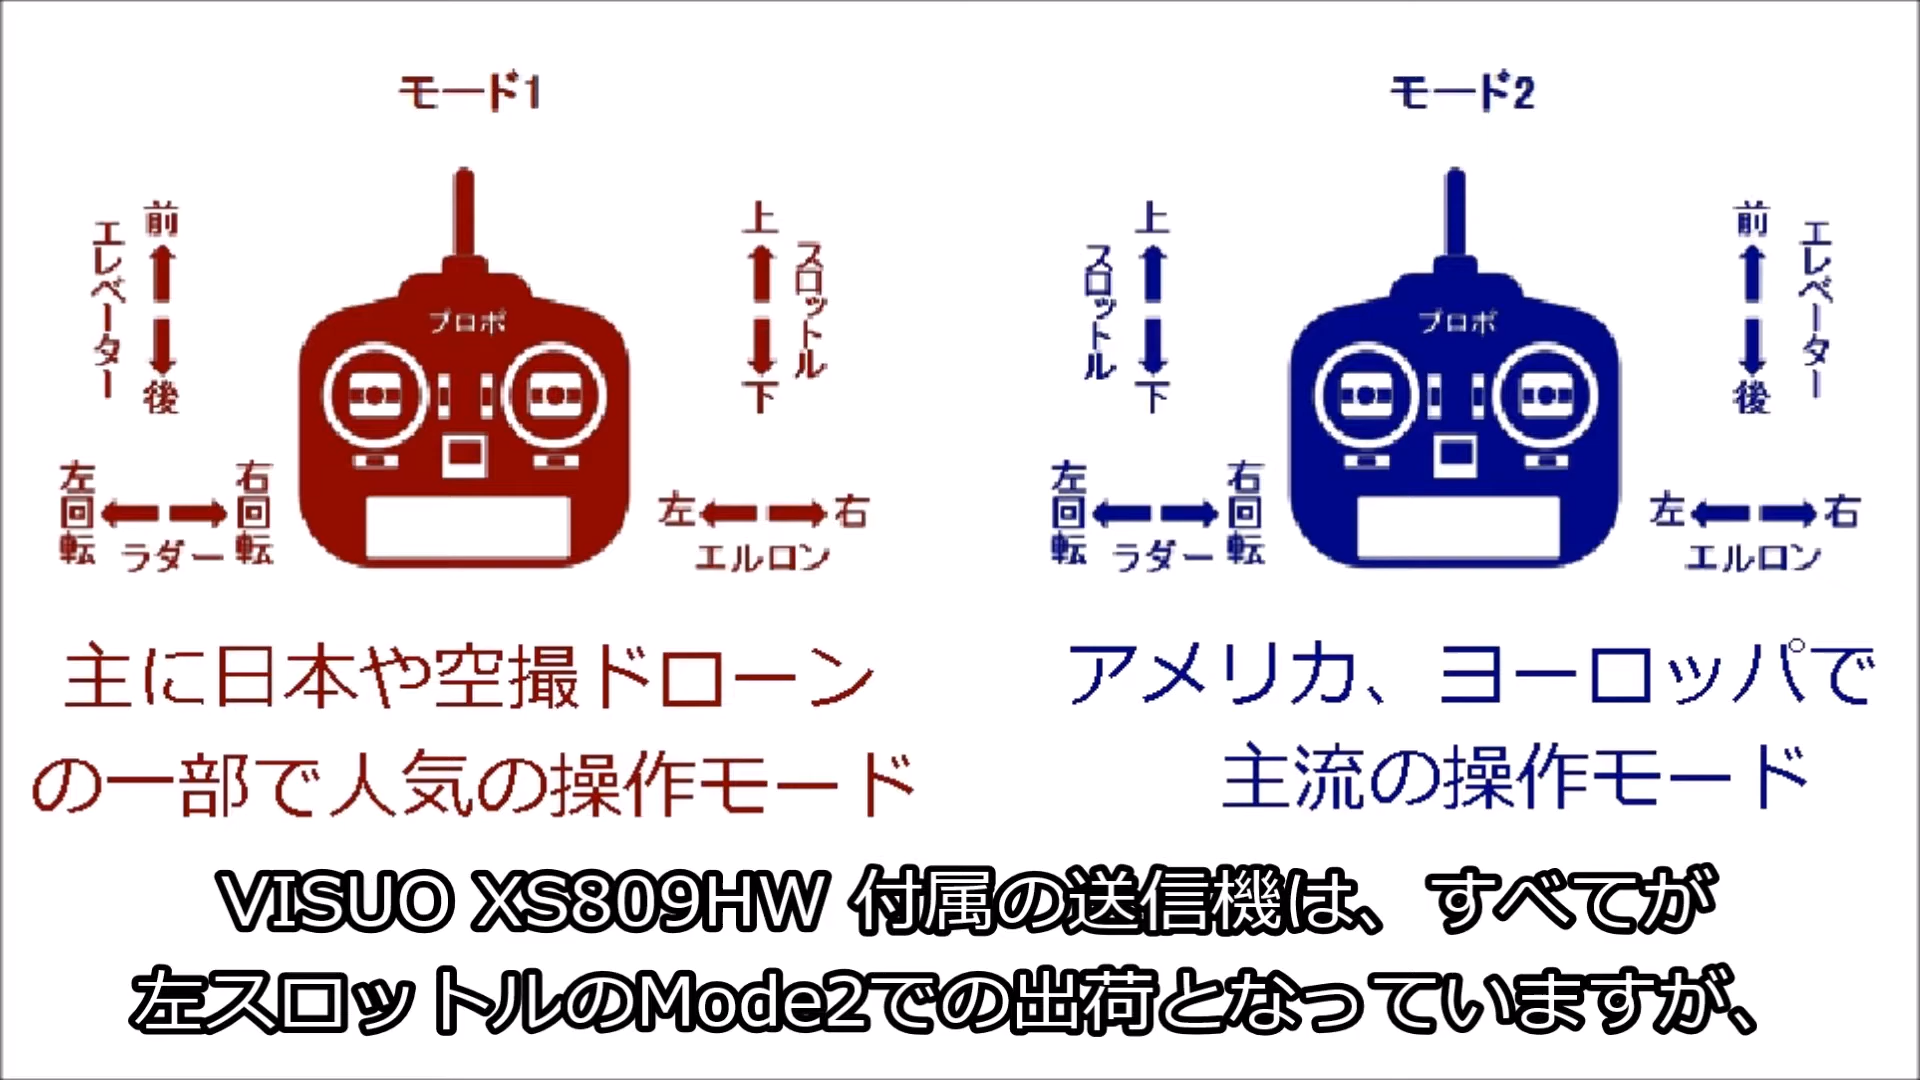 モード1
前
エレベーター
後
上
スロットル
下
プロポ
左回転
右回転
ラダー
左
右
エルロン
主に日本や空撮ドローン
の一部で人気の操作モード
モード2
上
スロットル
下
前
エレベーター
後
プロポ
左回転
右回転
ラダー
左
右
エルロン
アメリカ、ヨーロッパで
主流の操作モード
VISUO XS809HW 付属の送信機は、すべてが
左スロットルのMode2での出荷となっていますが、